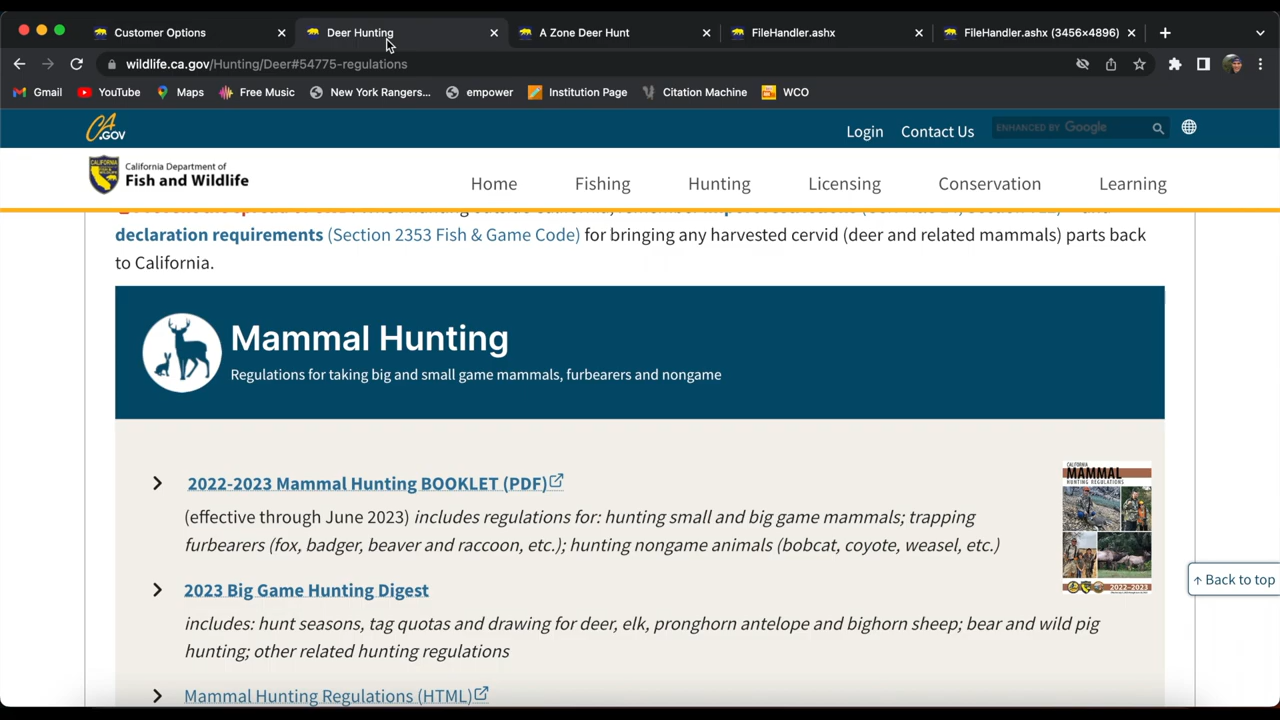 Customer Options
Deer Hunting
A Zone Deer Hunt
FileHandler.ashx
FileHandler.ashx (3456×4896)
wildlife.ca.gov/Hunting/Deer#54775-regulations
Gmail
YouTube
Maps
Free Music
New York Rangers...
empower
Institution Page
Citation Machine
WCO
CA.GOV
Login
Contact Us
ENHANCED BY Google
California Department of
Fish and Wildlife
Home
Fishing
Hunting
Licensing
Conservation
Learning
declaration requirements (Section 2353 Fish & Game Code) for bringing any harvested cervid (deer and related mammals) parts back
to California.
Mammal Hunting
Regulations for taking big and small game mammals, furbearers and nongame
2022-2023 Mammal Hunting BOOKLET (PDF)
(effective through June 2023) includes regulations for: hunting small and big game mammals; trapping
furbearers (fox, badger, beaver and raccoon, etc.); hunting nongame animals (bobcat, coyote, weasel, etc.)
CALIFORNIA
MAMMAL
HUNTING REGULATIONS
2022-2023
↑ Back to top
2023 Big Game Hunting Digest
includes: hunt seasons, tag quotas and drawing for deer, elk, pronghorn antelope and bighorn sheep; bear and wild pig
hunting; other related hunting regulations
Mammal Hunting Regulations (HTML)